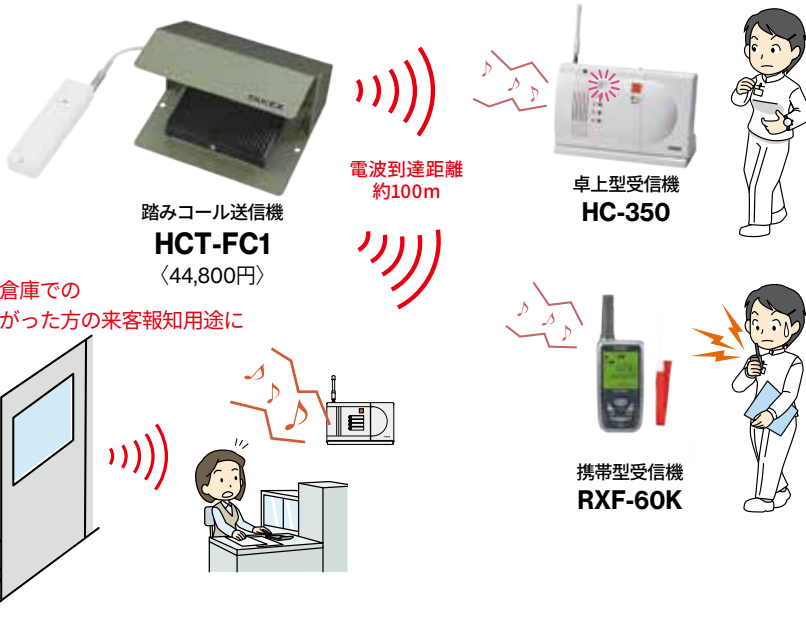 TAKEX
電波到達距離
約100m
踏みコール送信機
HCT-FC1
〈44,800円〉
卓上型受信機
HC-350
倉庫での
がった方の来客報知用途に
携帯型受信機
RXF-60K